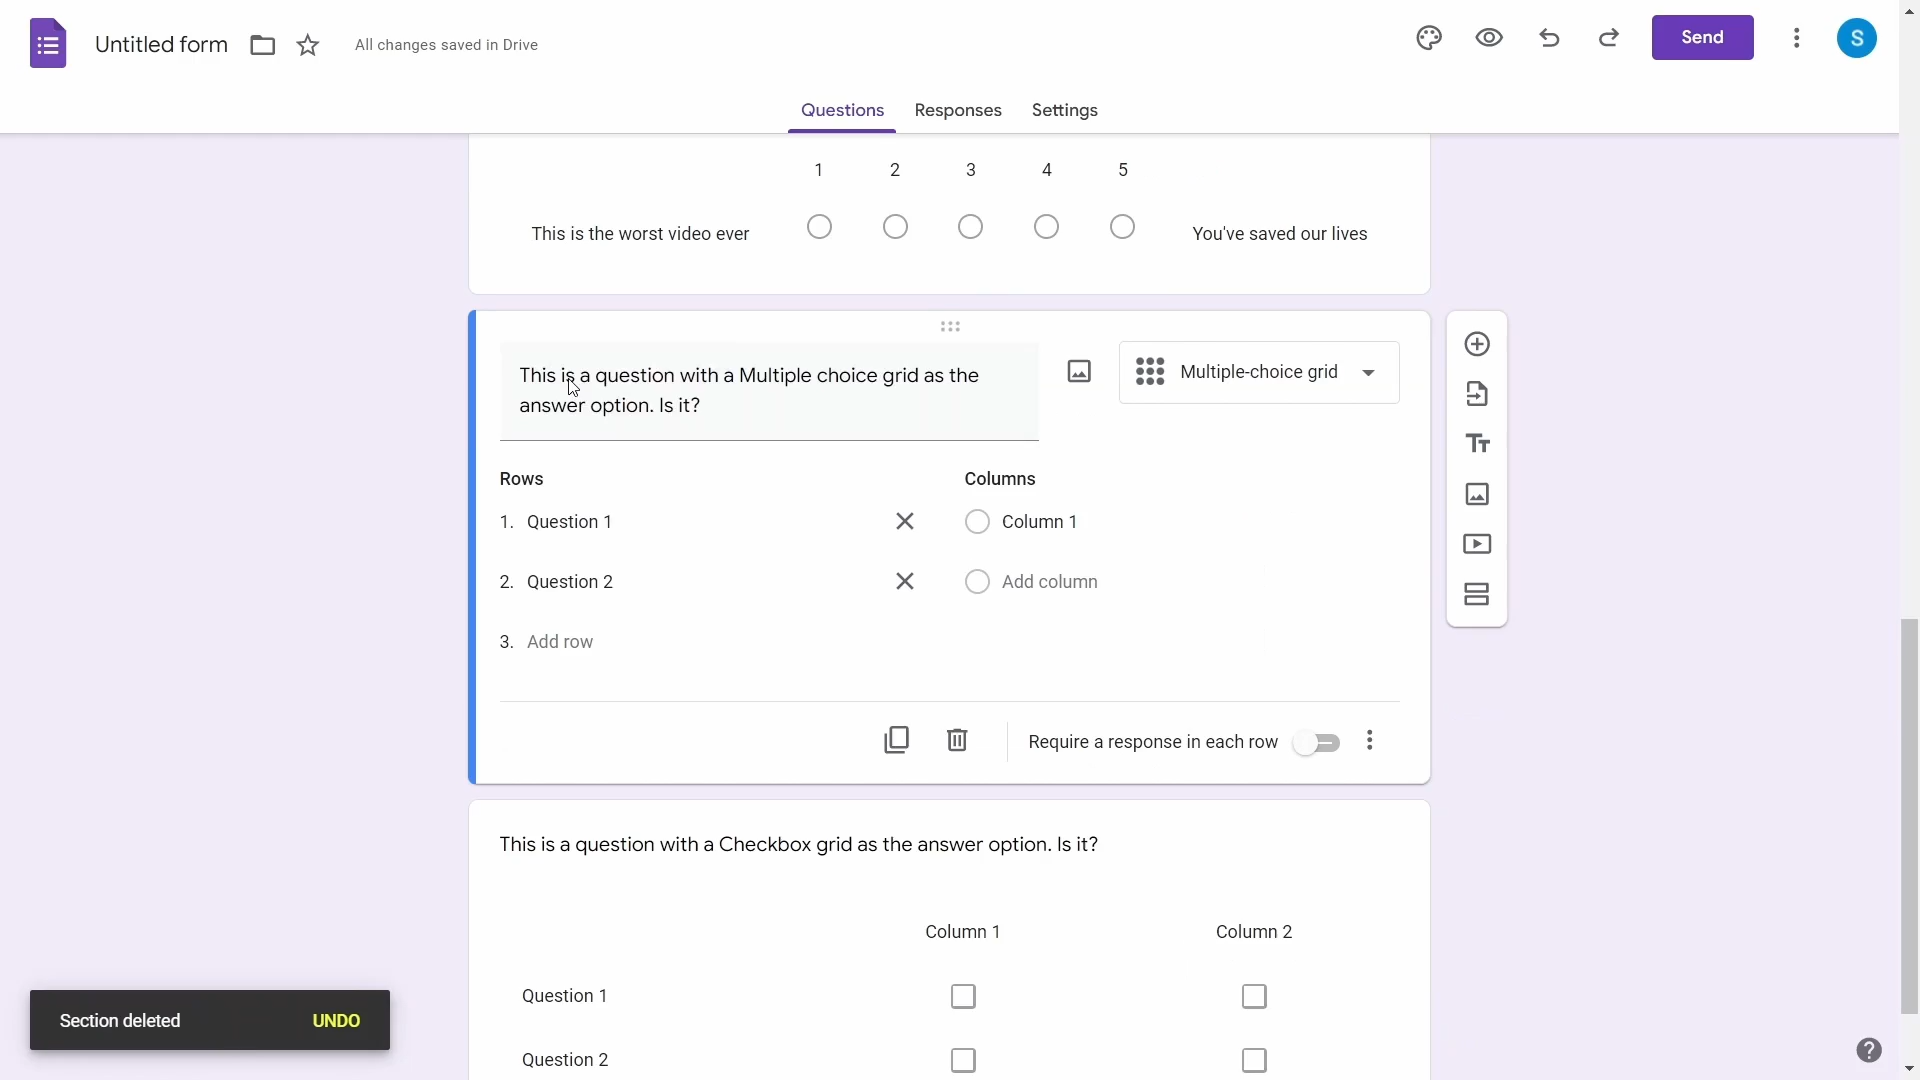 Untitled form
All changes saved in Drive
Send
S
Questions Responses Settings
1 2 3 4 5
This is the worst video ever
You've saved our lives
This is a question with a Multiple choice grid as the
answer option. Is it?
Multiple-choice grid
Tт
Rows
Columns
1. Question 1
Column 1
2. Question 2
Add column
3. Add row
Require a response in each row
This is a question with a Checkbox grid as the answer option. Is it?
Column 1 Column 2
Question 1
Question 2
Section deleted UNDO
?